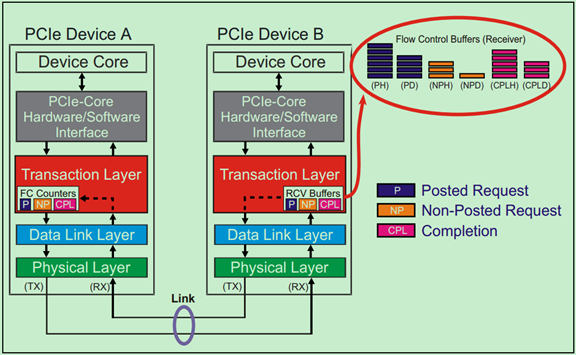 PCIe Device A
Device Core
PCIe-Core
Hardware/Software
Interface
Transaction Layer
FC Counters
P NP CPL
Data Link Layer
Physical Layer
(TX) (RX)
Link
PCIe Device B
Device Core
PCIe-Core
Hardware/Software
Interface
Transaction Layer
RCV Buffers
P NP CPL
Data Link Layer
Physical Layer
(TX) (RX)
Flow Control Buffers (Receiver)
(PH) (PD) (NPH) (NPD) (CPLH) (CPLD)
P Posted Request
NP Non-Posted Request
CPL Completion